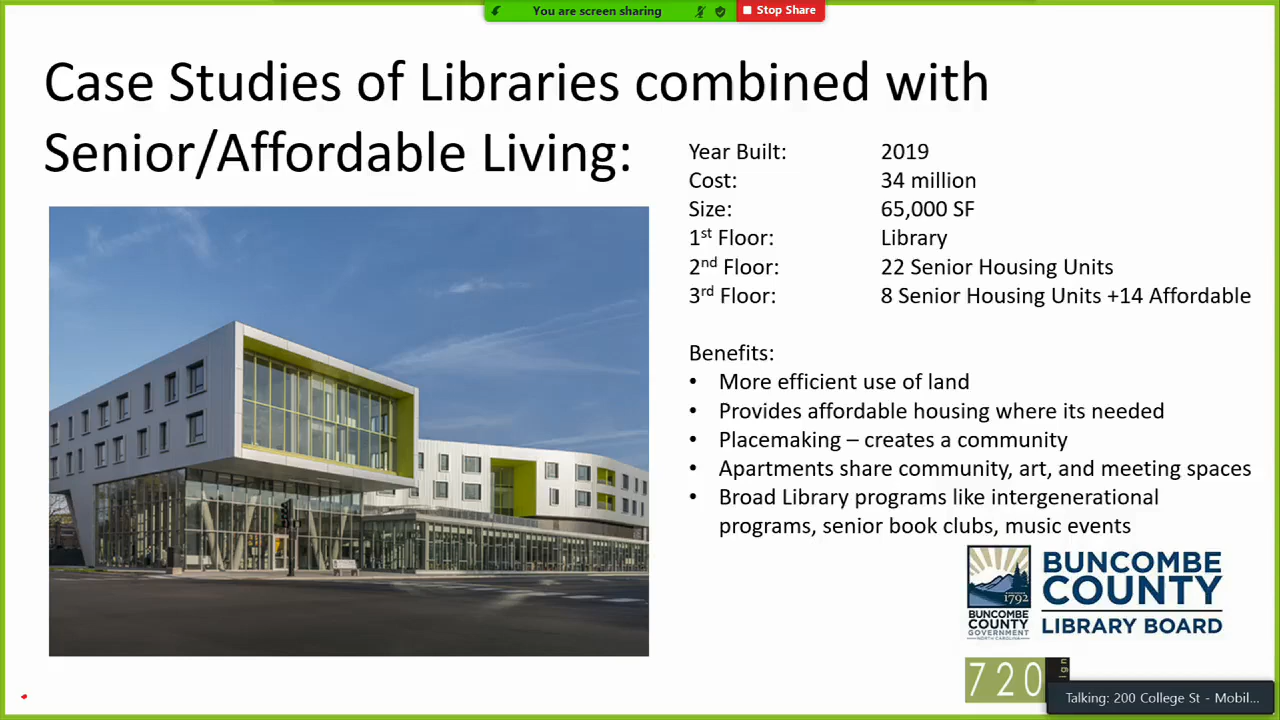 You are screen sharing
Stop Share
Case Studies of Libraries combined with
Senior/Affordable Living:
Year Built: 2019
Cost: 34 million
Size: 65,000 SF
1st Floor: Library
2nd Floor: 22 Senior Housing Units
3rd Floor: 8 Senior Housing Units +14 Affordable
Benefits:
• More efficient use of land
• Provides affordable housing where its needed
• Placemaking – creates a community
• Apartments share community, art, and meeting spaces
• Broad Library programs like intergenerational
programs, senior book clubs, music events
1792
BUNCOMBE
COUNTY
GOVERNMENT
NORTH CAROLINA
BUNCOMBE
COUNTY
LIBRARY BOARD
720
ign
Talking: 200 College St - Mobil...